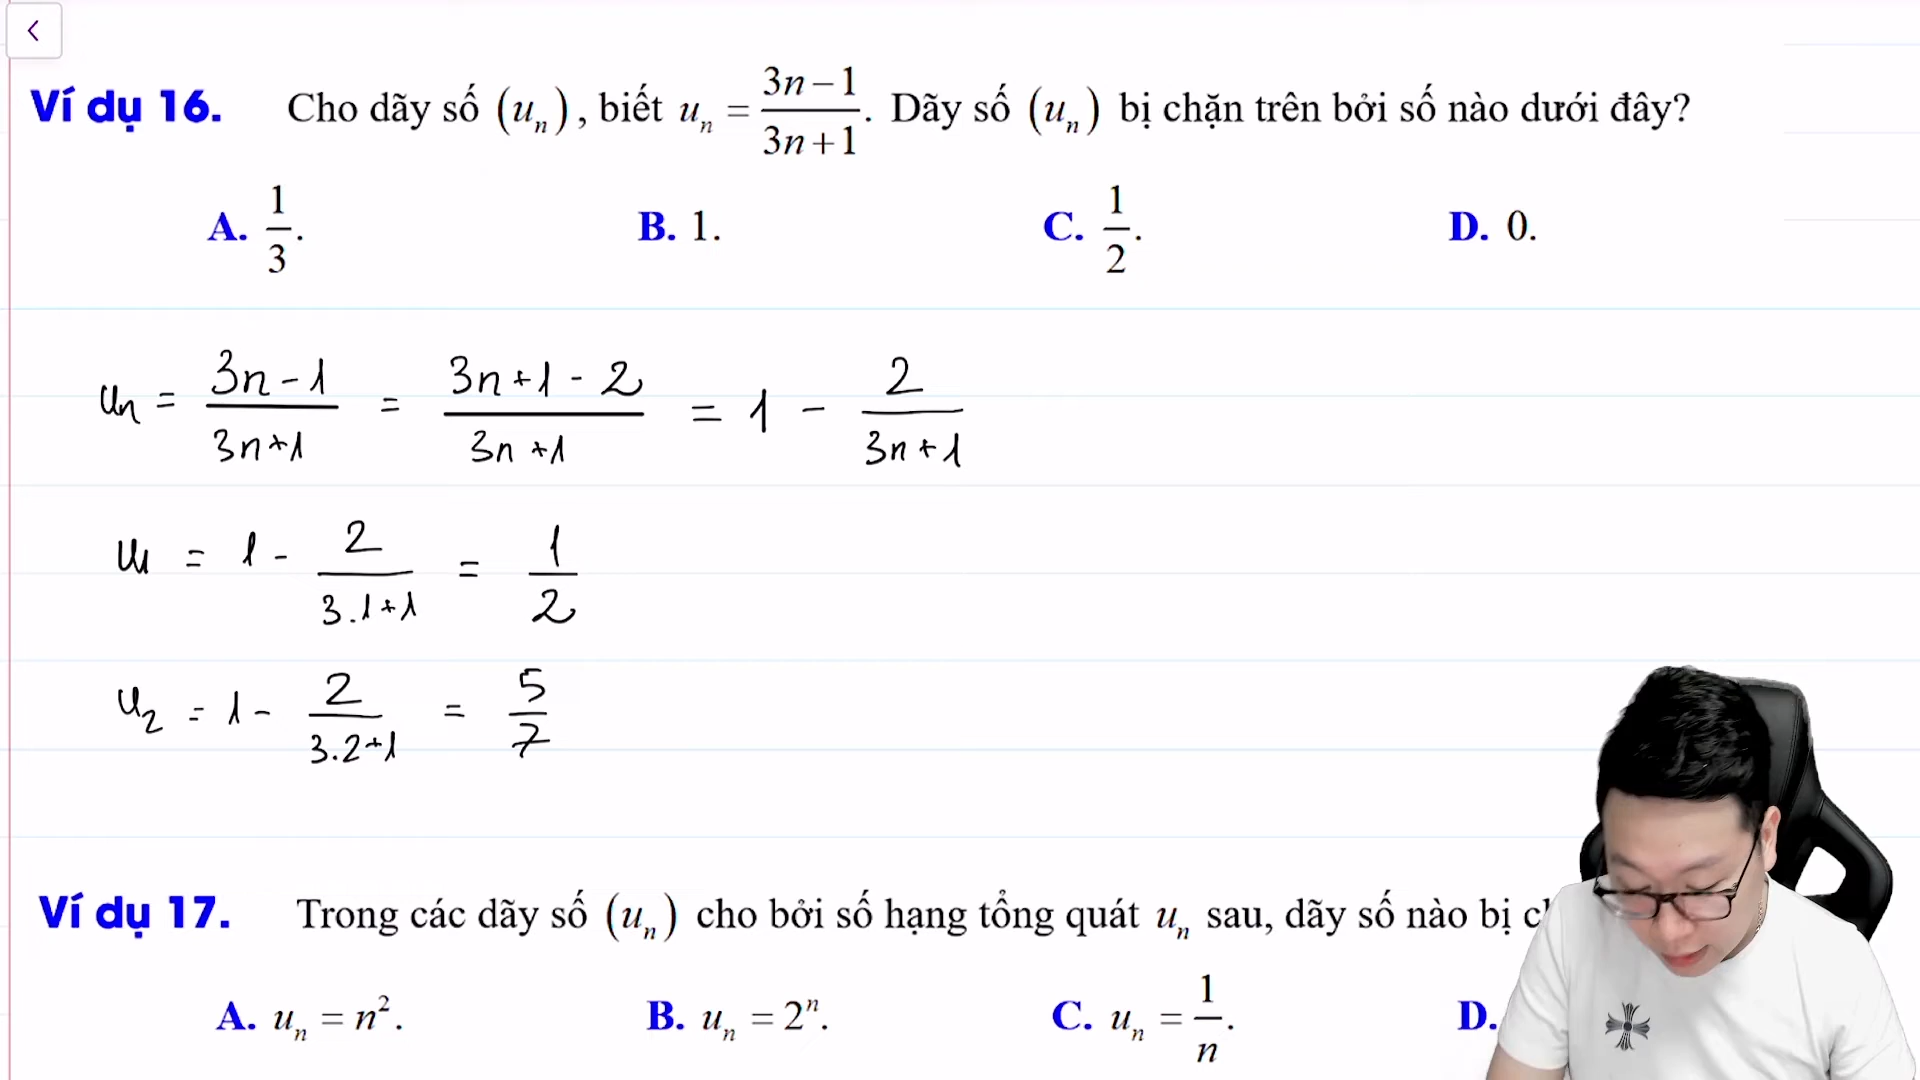 Ví dụ 16. Cho dãy số (uₙ), biết uₙ = (3n−1)/(3n+1). Dãy số (uₙ) bị chặn trên bởi số nào dưới đây?
A. 1/3. B. 1. C. 1/2. D. 0.
uₙ = (3n−1)/(3n+1) = (3n+1−2)/(3n+1) = 1 − 2/(3n+1)
u₁ = 1 − 2/(3.1+1) = 1/2
u₂ = 1 − 2/(3.2+1) = 5/7
Ví dụ 17. Trong các dãy số (uₙ) cho bởi số hạng tổng quát uₙ sau, dãy số nào bị
A. uₙ = n². B. uₙ = 2ⁿ. C. uₙ = 1/n. D.